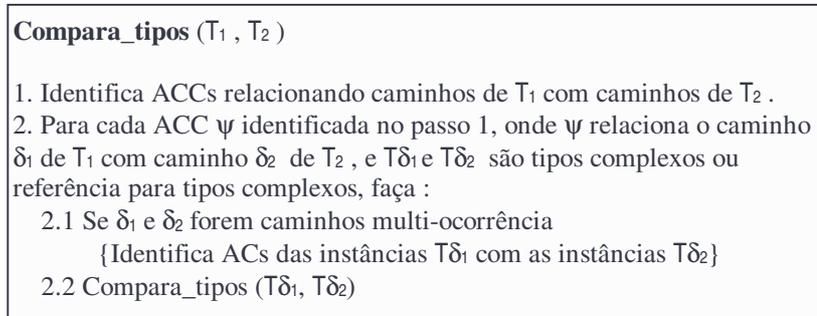 Compara_tipos (T₁ , T₂ )
1. Identifica ACCs relacionando caminhos de T₁ com caminhos de T₂ .
2. Para cada ACC ψ identificada no passo 1, onde ψ relaciona o caminho
δ₁ de T₁ com caminho δ₂ de T₂ , e Tδ₁ e Tδ₂ são tipos complexos ou
referência para tipos complexos, faça :
2.1 Se δ₁ e δ₂ forem caminhos multi-ocorrência
{Identifica ACs das instâncias Tδ₁ com as instâncias Tδ₂}
2.2 Compara_tipos (Tδ₁, Tδ₂)